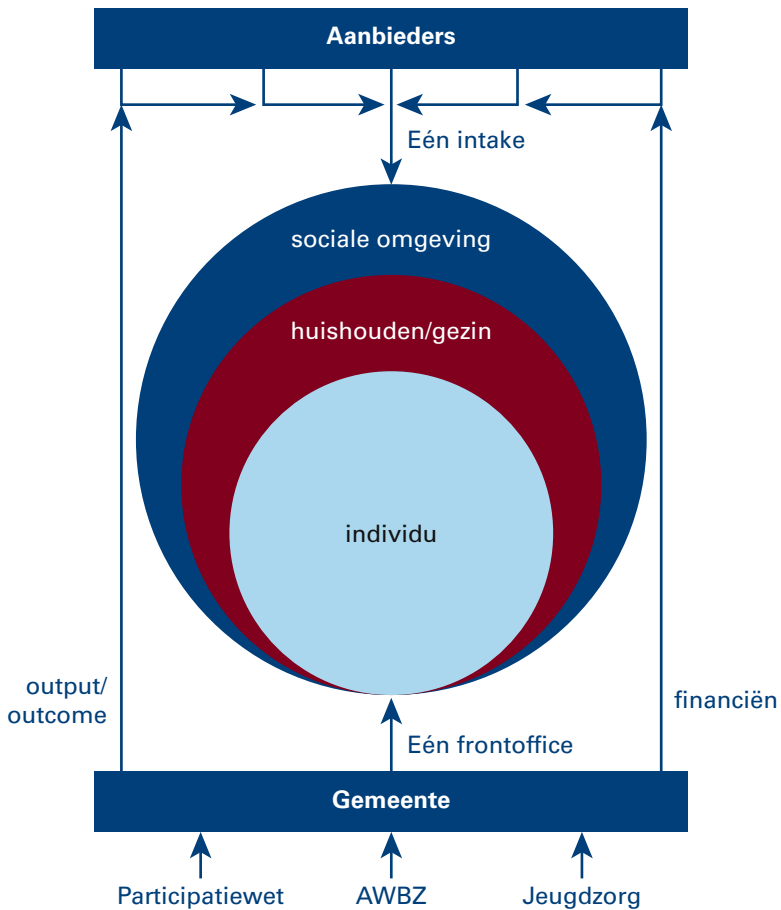 Aanbieders
Eén intake
sociale omgeving
huishouden/gezin
individu
output/
outcome
financiën
Eén frontoffice
Gemeente
Participatiewet
AWBZ
Jeugdzorg